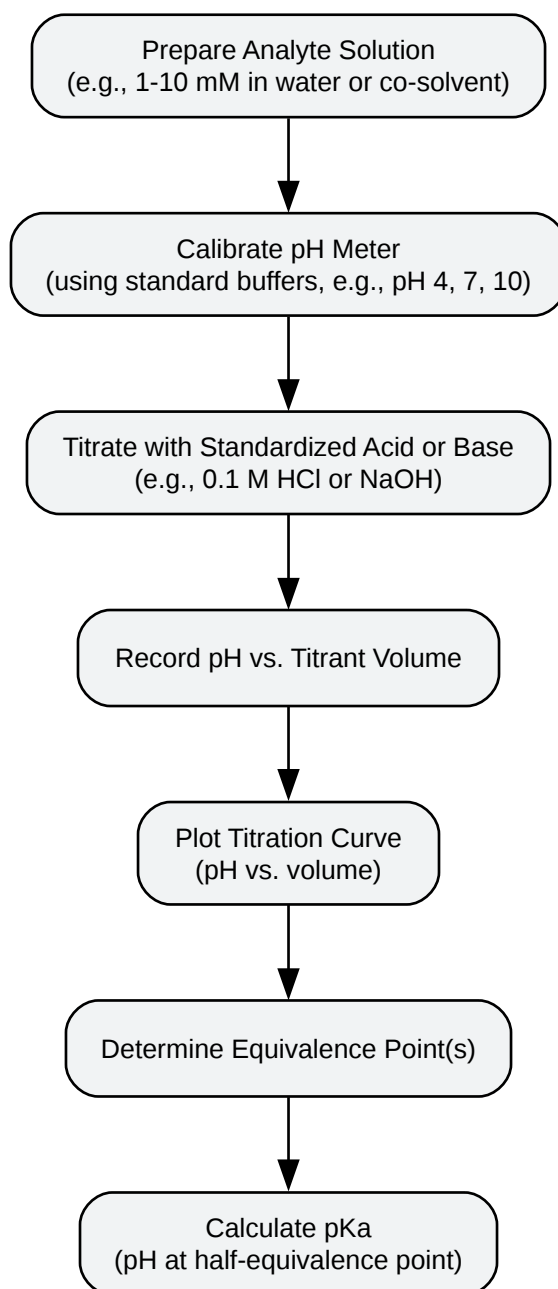 Prepare Analyte Solution
(e.g., 1-10 mM in water or co-solvent)
Calibrate pH Meter
(using standard buffers, e.g., pH 4, 7, 10)
Titrate with Standardized Acid or Base
(e.g., 0.1 M HCl or NaOH)
Record pH vs. Titrant Volume
Plot Titration Curve
(pH vs. volume)
Determine Equivalence Point(s)
Calculate pKa
(pH at half-equivalence point)